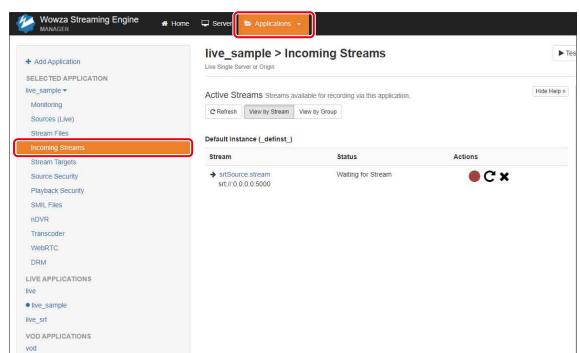 Wowza Streaming Engine
MANAGER
Home
Server
Applications
+ Add Application
SELECTED APPLICATION
live_sample
Monitoring
Sources (Live)
Stream Files
Incoming Streams
Stream Targets
Source Security
Playback Security
SMIL Files
nDVR
Transcoder
WebRTC
DRM
LIVE APPLICATIONS
live
live_sample
live_srt
VOD APPLICATIONS
vod
live_sample > Incoming Streams
Tes
Live Single Server or Origin
Active Streams Streams available for recording via this application.
Hide Help »
Refresh View by Stream View by Group
Default Instance (_definst_)
Stream Status Actions
srtSource.stream Waiting for Stream
srt://0.0.0.0:5000